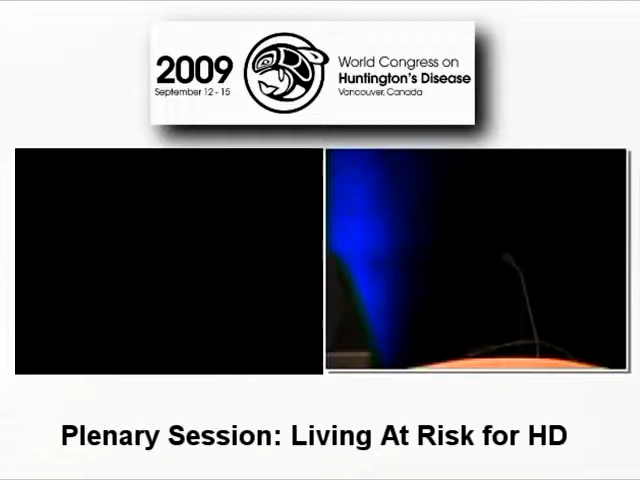 2009
September 12 - 15
World Congress on
Huntington's Disease
Vancouver, Canada
Plenary Session: Living At Risk for HD